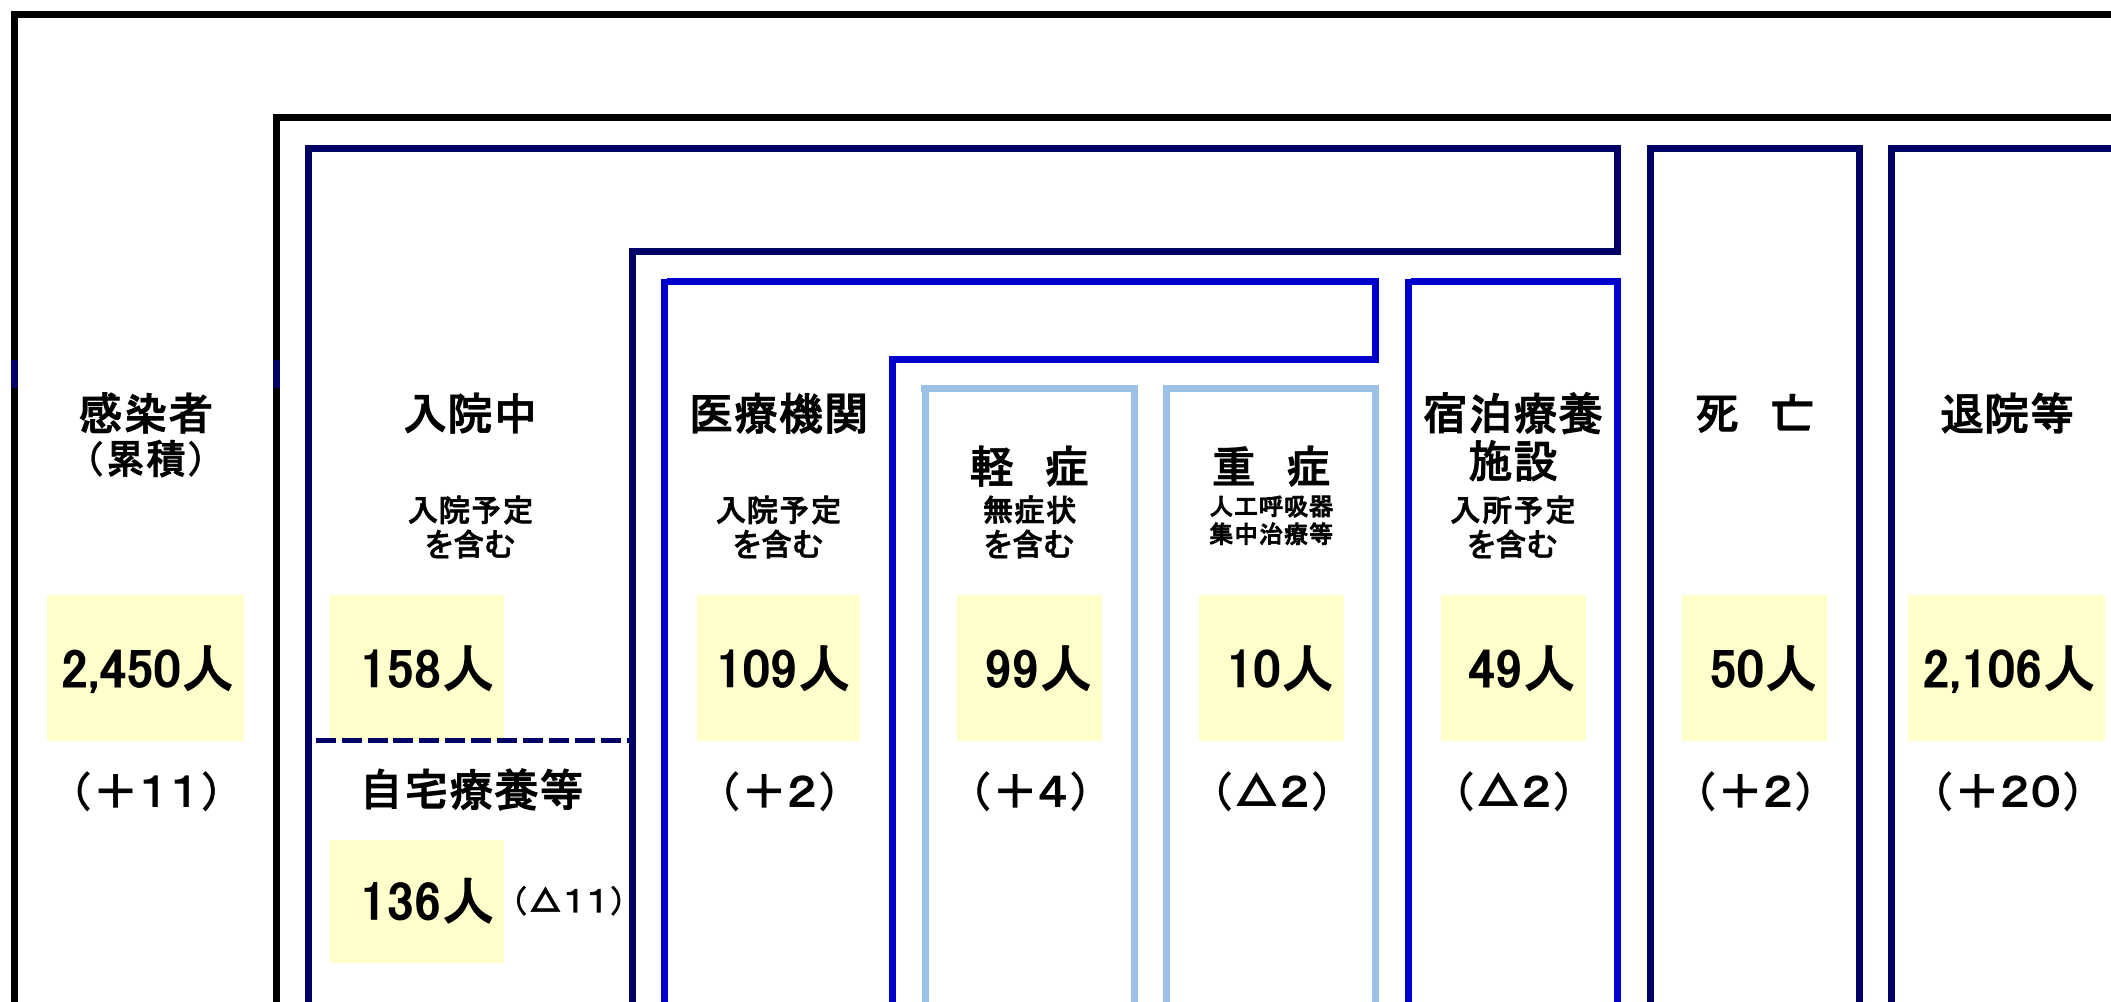 感染者
（累積）
2,450人
（＋11）
入院中
入院予定
を含む
158人
自宅療養等
136人 （△11）
医療機関
入院予定
を含む
109人
（＋2）
軽 症
無症状
を含む
99人
（＋4）
重 症
人工呼吸器
集中治療等
10人
（△2）
宿泊療養
施設
入所予定
を含む
49人
（△2）
死 亡
50人
（＋2）
退院等
2,106人
（＋20）